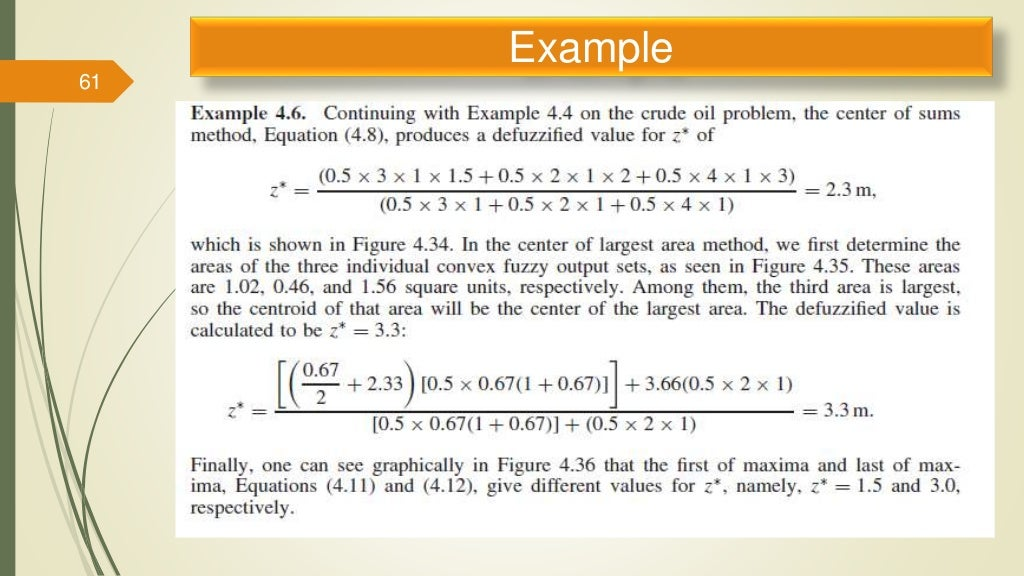 Example
61
Example 4.6. Continuing with Example 4.4 on the crude oil problem, the center of sums
method, Equation (4.8), produces a defuzzified value for z* of
z* = (0.5 × 3 × 1 × 1.5 + 0.5 × 2 × 1 × 2 + 0.5 × 4 × 1 × 3) / (0.5 × 3 × 1 + 0.5 × 2 × 1 + 0.5 × 4 × 1) = 2.3 m,
which is shown in Figure 4.34. In the center of largest area method, we first determine the
areas of the three individual convex fuzzy output sets, as seen in Figure 4.35. These areas
are 1.02, 0.46, and 1.56 square units, respectively. Among them, the third area is largest,
so the centroid of that area will be the center of the largest area. The defuzzified value is
calculated to be z* = 3.3:
z* = [(0.67/2 + 2.33) [0.5 × 0.67(1 + 0.67)]] + 3.66(0.5 × 2 × 1) / [0.5 × 0.67(1 + 0.67)] + (0.5 × 2 × 1) = 3.3 m.
Finally, one can see graphically in Figure 4.36 that the first of maxima and last of max-
ima, Equations (4.11) and (4.12), give different values for z*, namely, z* = 1.5 and 3.0,
respectively.